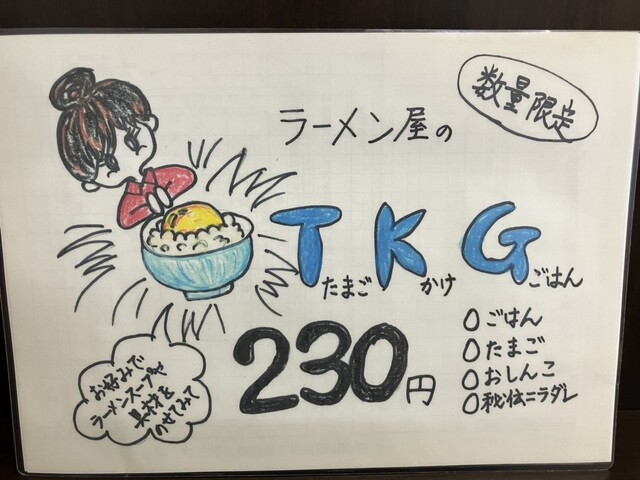 数量限定
ラーメン屋の
TKG
たまご かけ ごはん
230円
○ごはん
○たまご
○おしんこ
○秘伝ニラダレ
お好みで
ラーメンスープや
具材を
のせてみて